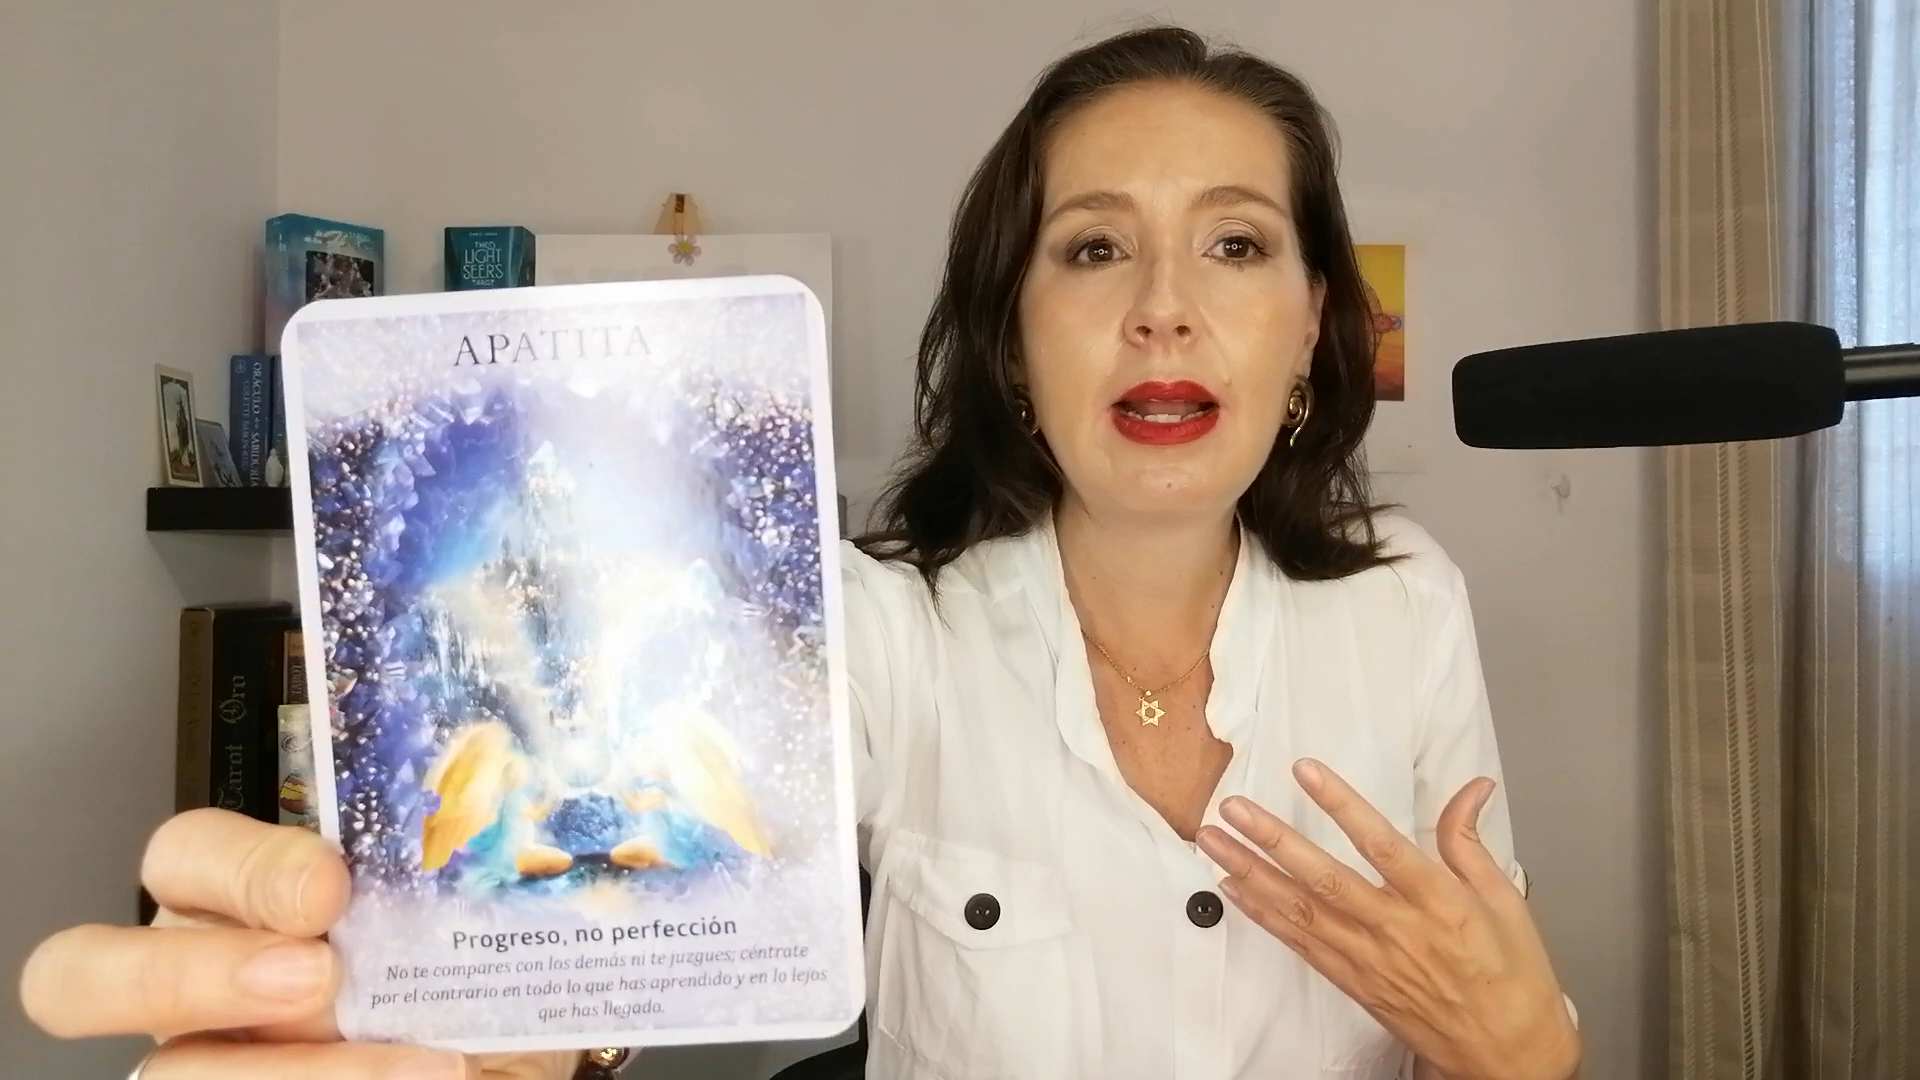 APATITA
Progreso, no perfección
No te compares con los demás ni te juzgues; céntrate
por el contrario en todo lo que has aprendido y en lo lejos
que has llegado.
LIGHT
SEERS
TAROT
ORÁCULO
SABIDURÍA
Tarot Oro
TAROT